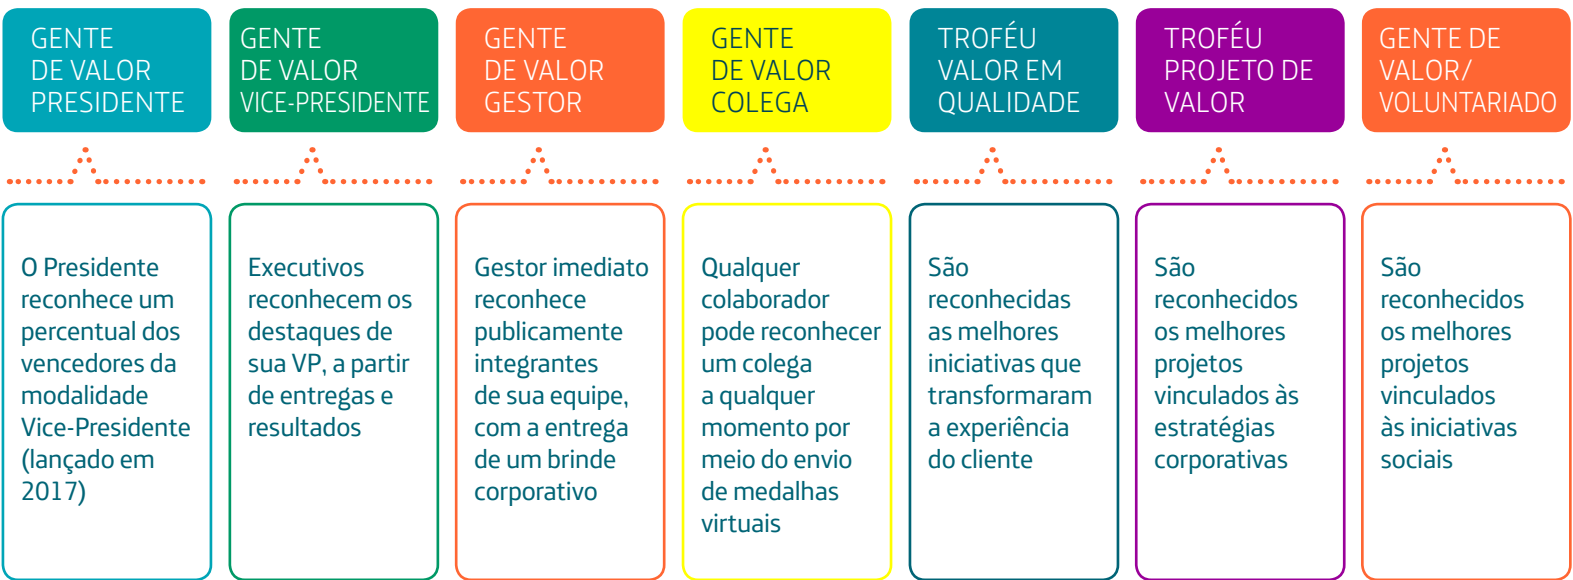 GENTE
DE VALOR
PRESIDENTE
GENTE
DE VALOR
VICE-PRESIDENTE
GENTE
DE VALOR
GESTOR
GENTE
DE VALOR
COLEGA
TROFÉU
VALOR EM
QUALIDADE
TROFÉU
PROJETO DE
VALOR
GENTE DE
VALOR/
VOLUNTARIADO
O Presidente
reconhece um
percentual dos
vencedores da
modalidade
Vice-Presidente
(lançado em
2017)
Executivos
reconhecem os
destaques de
sua VP, a partir
de entregas e
resultados
Gestor imediato
reconhece
publicamente
integrantes
de sua equipe,
com a entrega
de um brinde
corporativo
Qualquer
colaborador
pode reconhecer
um colega
a qualquer
momento por
meio do envio
de medalhas
virtuais
São
reconhecidas
as melhores
iniciativas que
transformaram
a experiência
do cliente
São
reconhecidos
os melhores
projetos
vinculados às
estratégias
corporativas
São
reconhecidos
os melhores
projetos
vinculados
às iniciativas
sociais